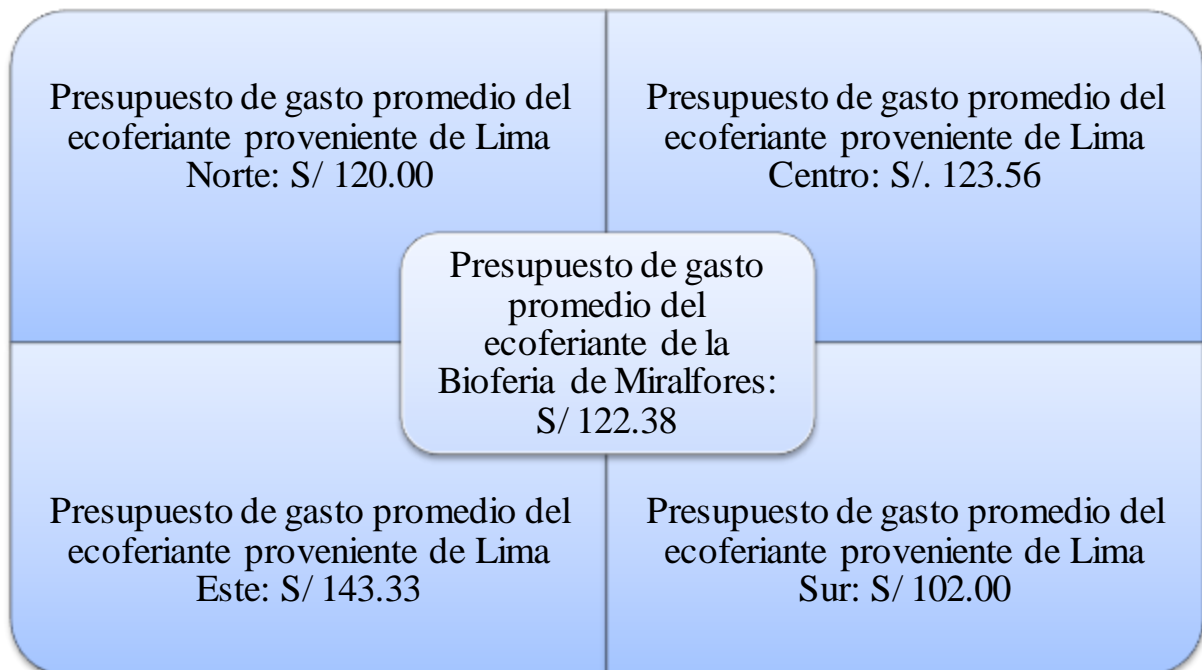 Presupuesto de gasto promedio del
ecoferiante proveniente de Lima
Norte: S/ 120.00
Presupuesto de gasto promedio del
ecoferiante proveniente de Lima
Centro: S/. 123.56
Presupuesto de gasto
promedio del
ecoferiante de la
Bioferia de Miralfores:
S/ 122.38
Presupuesto de gasto promedio del
ecoferiante proveniente de Lima
Este: S/ 143.33
Presupuesto de gasto promedio del
ecoferiante proveniente de Lima
Sur: S/ 102.00